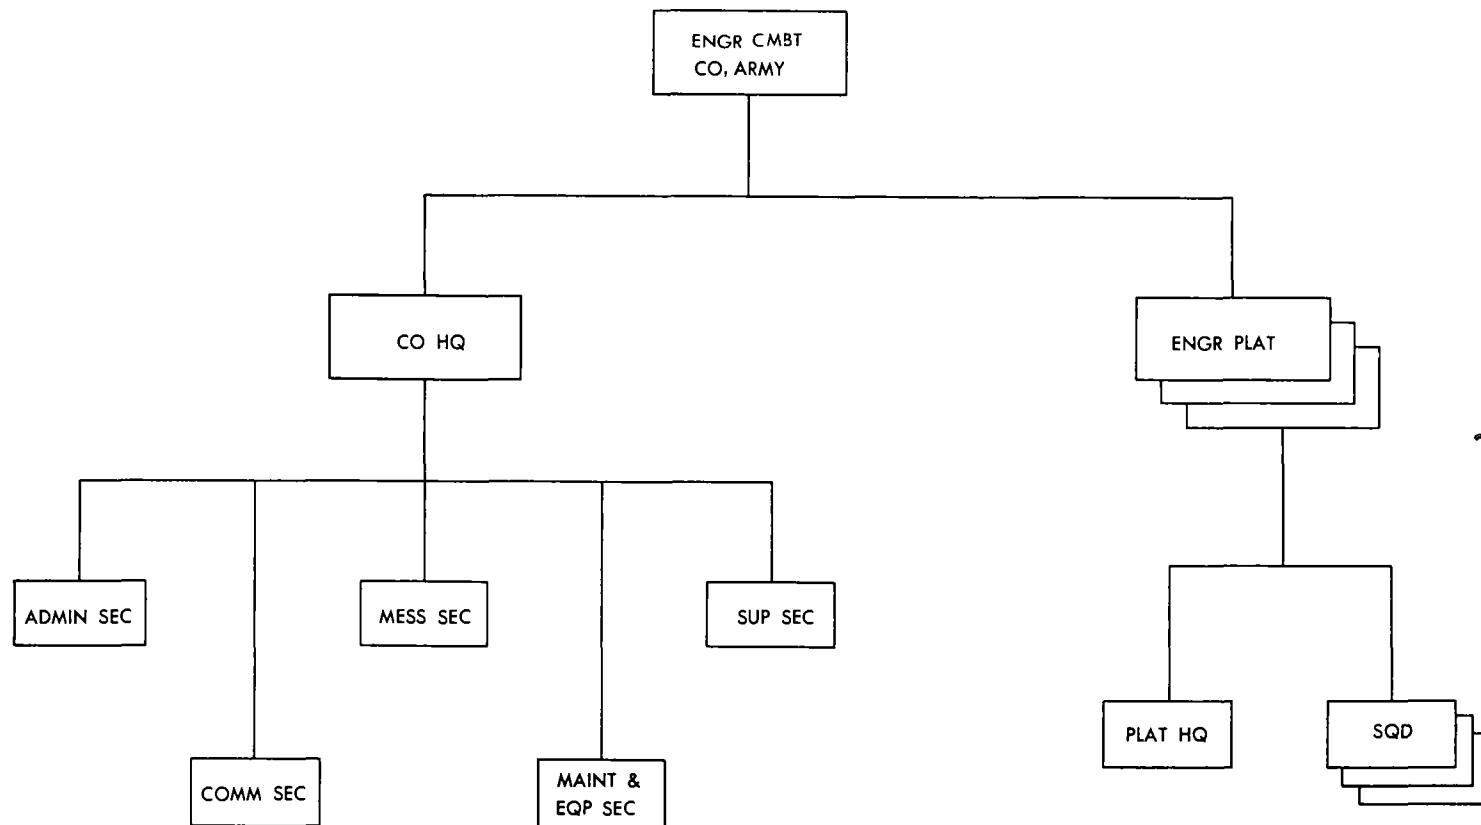 ENGR CMBT
CO, ARMY
CO HQ
ENGR PLAT
ADMIN SEC
MESS SEC
SUP SEC
PLAT HQ
SQD
COMM SEC
MAINT &
EQP SEC